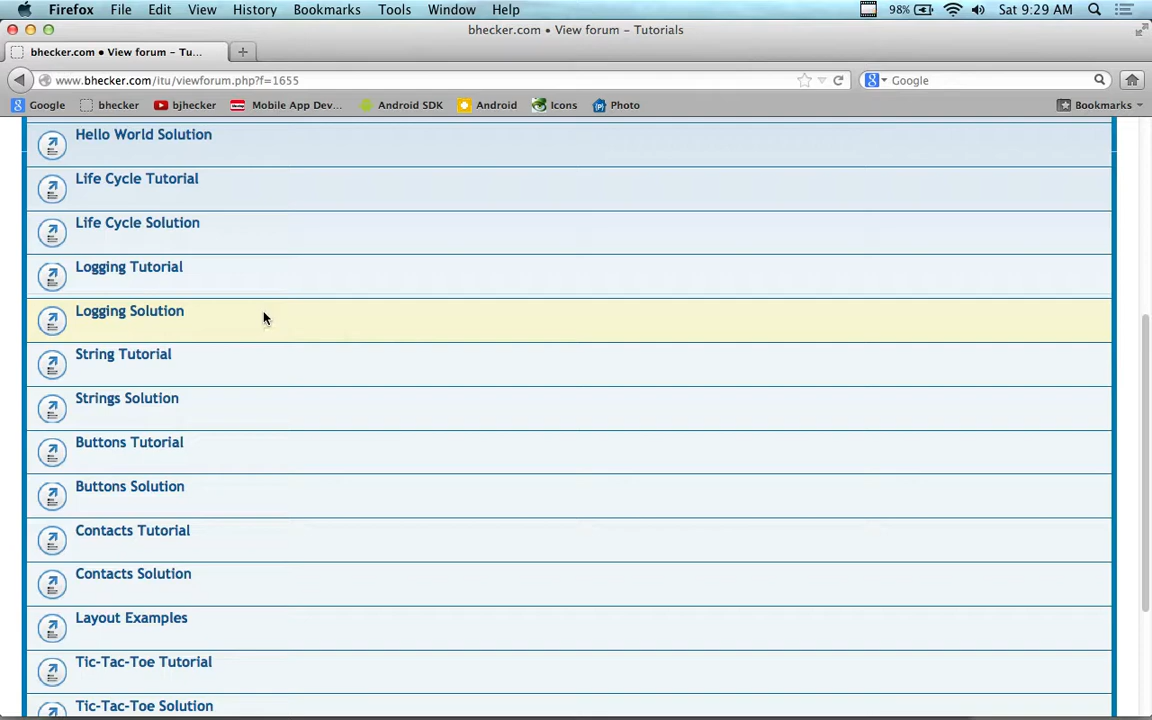 Firefox File Edit View History Bookmarks Tools Window Help 98% Sat 9:29 AM
bhecker.com • View forum – Tutorials
bhecker.com • View forum – Tu...
www.bhecker.com/itu/viewforum.php?f=1655 Google
Google bhecker bjhecker Mobile App Dev... Android SDK Android Icons Photo Bookmarks
Hello World Solution
Life Cycle Tutorial
Life Cycle Solution
Logging Tutorial
Logging Solution
String Tutorial
Strings Solution
Buttons Tutorial
Buttons Solution
Contacts Tutorial
Contacts Solution
Layout Examples
Tic-Tac-Toe Tutorial
Tic-Tac-Toe Solution